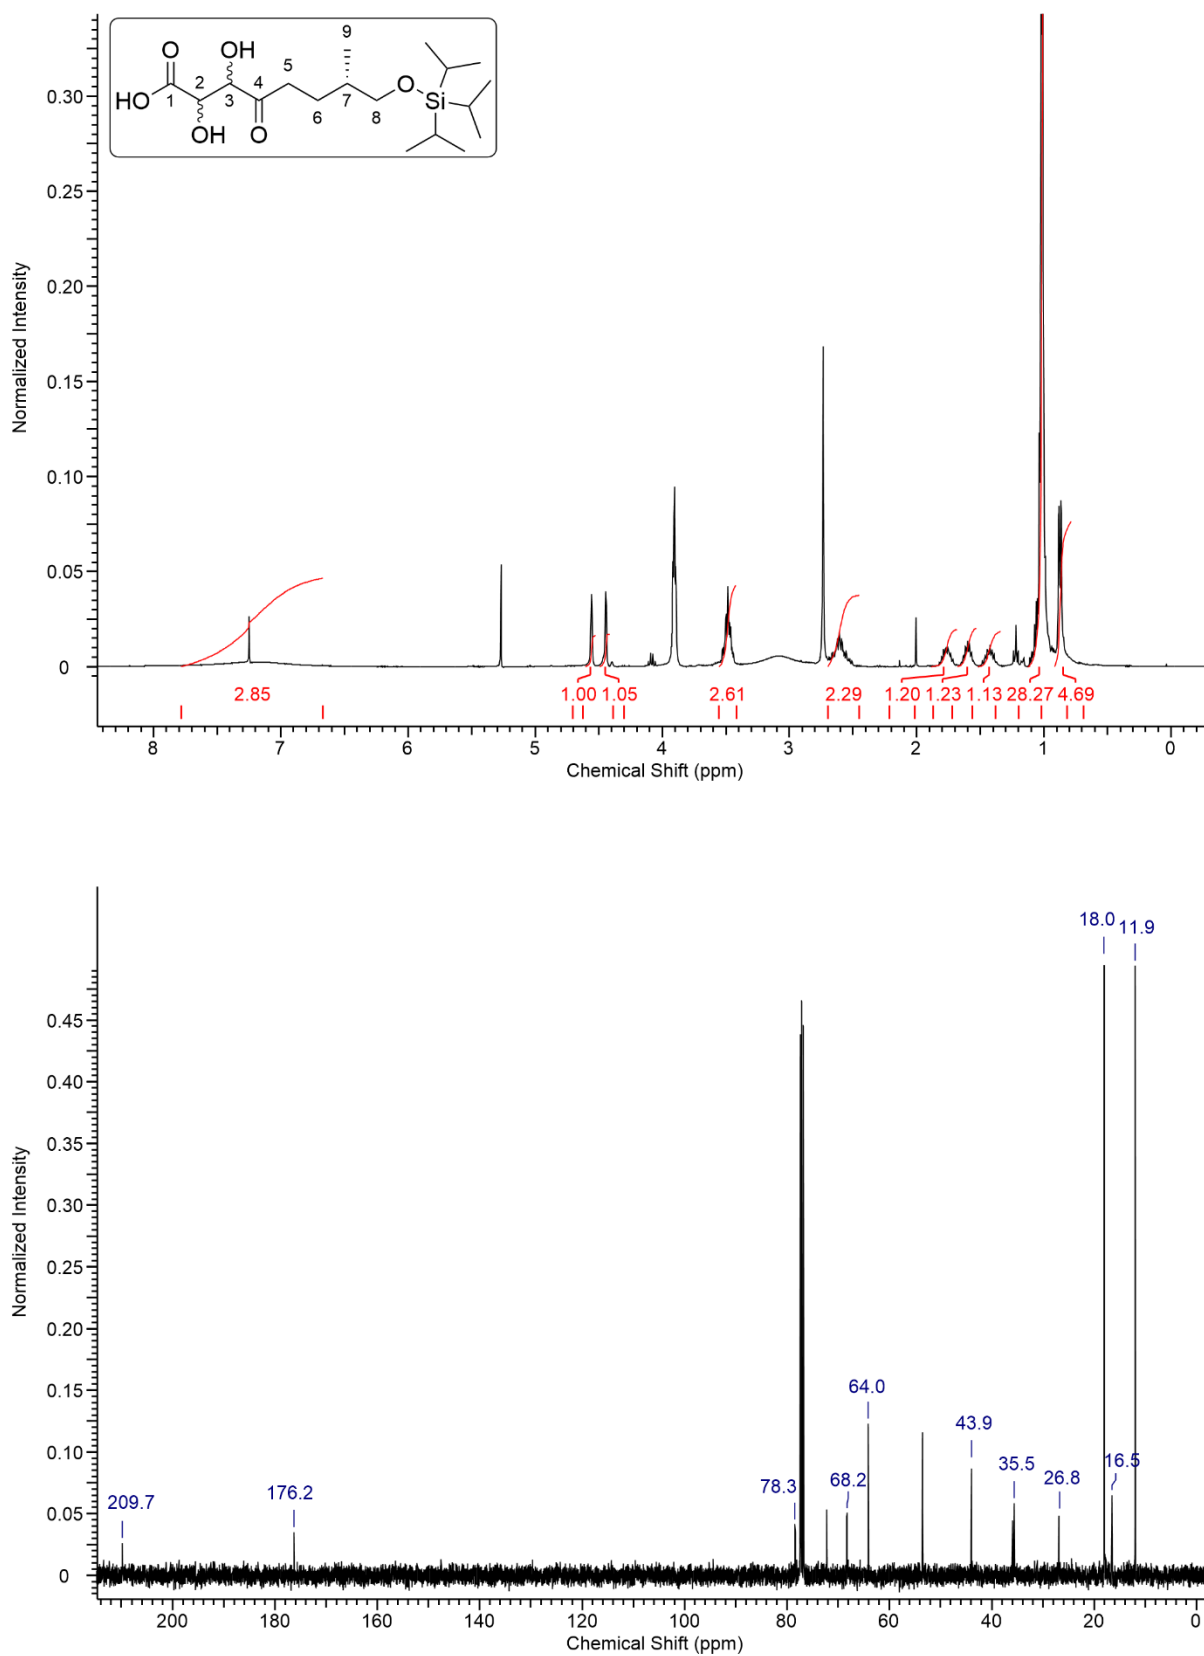 9
O OH 5
2 4 O
HO 1 3 7 Si
6 8
OH O
Normalized Intensity
0.30
0.25
0.20
0.15
0.10
0.05
0
2.85 1.00 1.05 2.61 2.29 1.20 1.23 1.13 28.27 4.69
8 7 6 5 4 3 2 1 0
Chemical Shift (ppm)
18.0 11.9
Normalized Intensity
0.45
0.40
0.35
0.30
0.25
0.20
0.15
0.10
0.05
0
64.0
43.9
35.5
16.5
209.7 176.2 78.3 68.2 26.8
200 180 160 140 120 100 80 60 40 20 0
Chemical Shift (ppm)